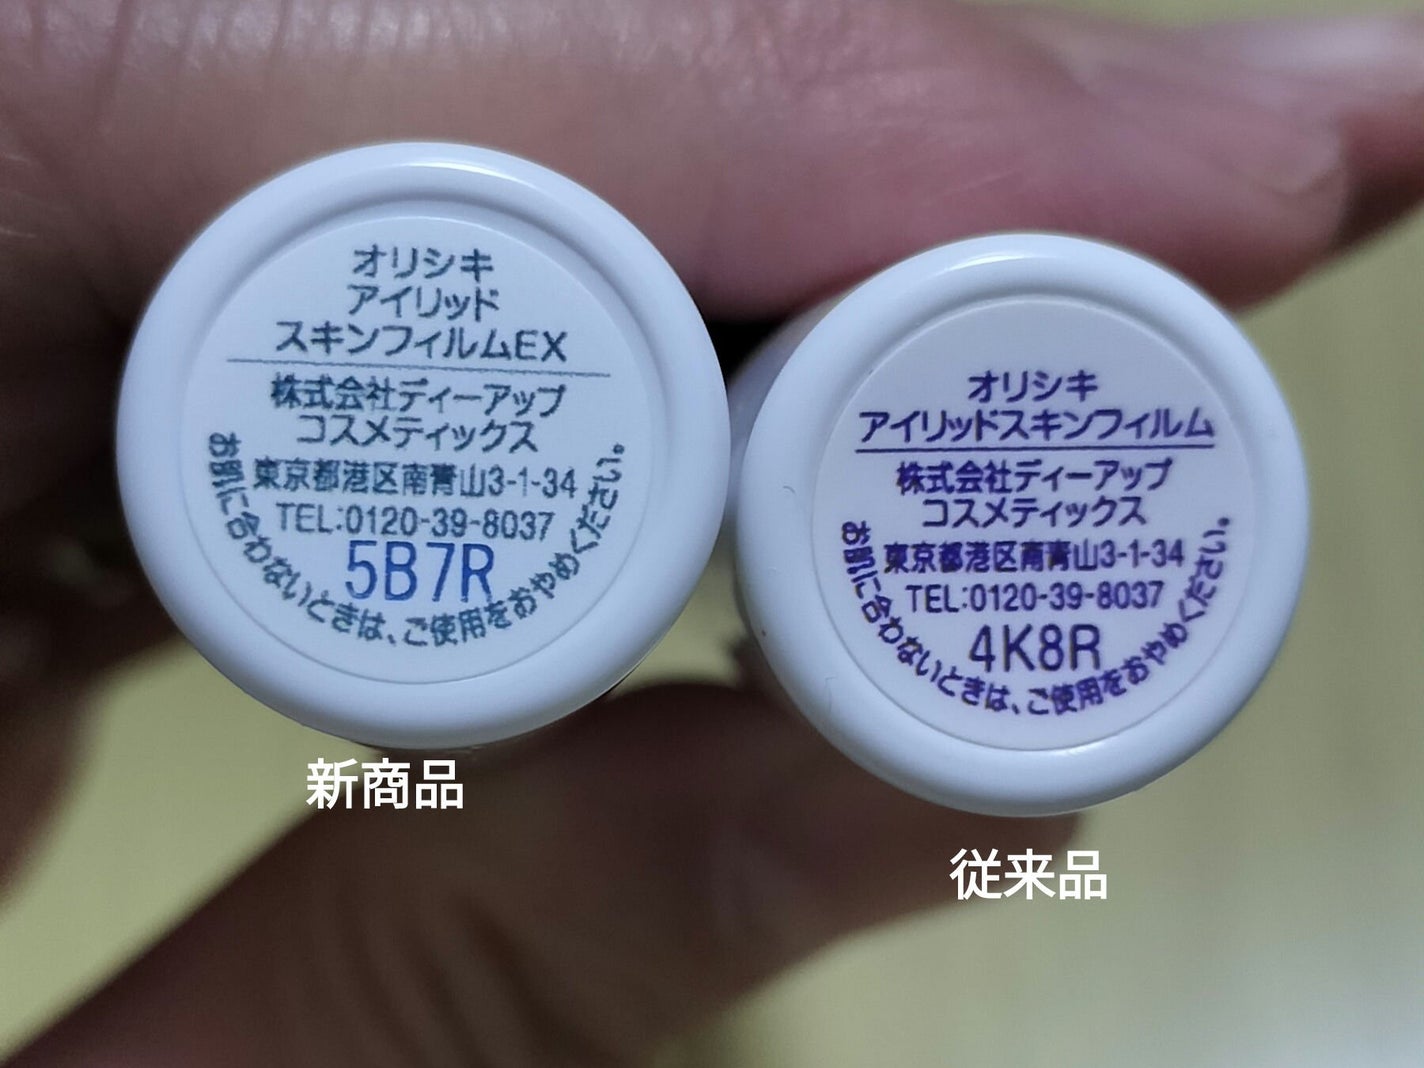 オリシキ
アイリッド
スキンフィルムEX
株式会社ディーアップ
コスメティックス
東京都港区南青山3-1-34
TEL:0120-39-8037
5B7R
お肌に合わないときは、ご使用をおやめください。
新商品
オリシキ
アイリッドスキンフィルム
株式会社ディーアップ
コスメティックス
東京都港区南青山3-1-34
TEL:0120-39-8037
4K8R
お肌に合わないときは、ご使用をおやめください。
従来品